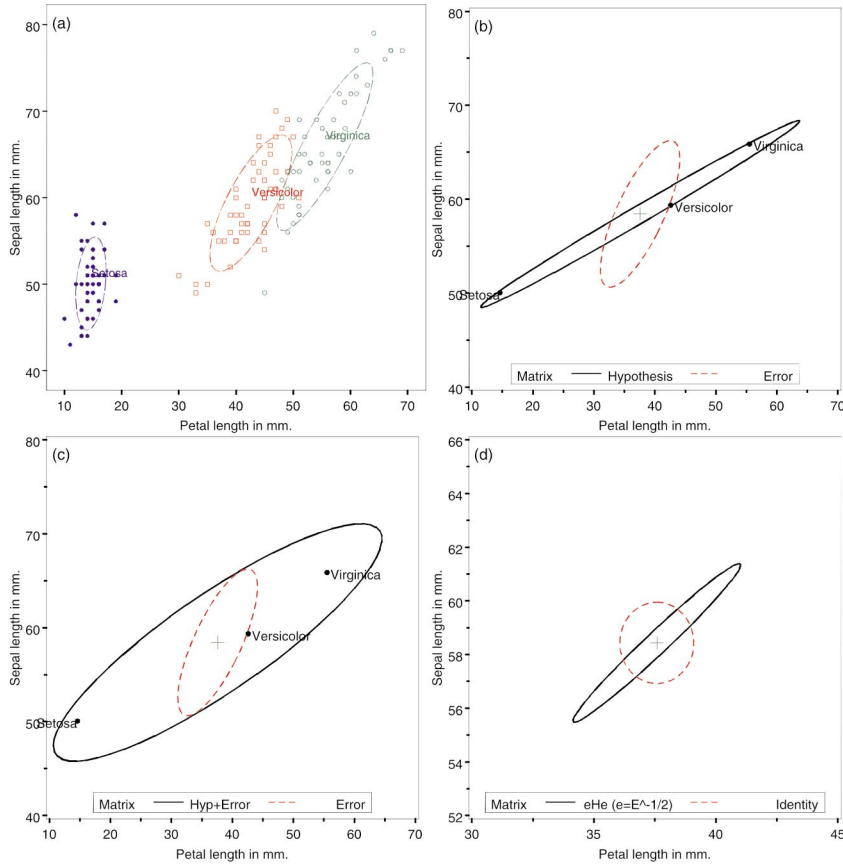 (a)
80
70
60
50
40
Sepal length in mm.
Virginica
Versicolor
Setosa
10 20 30 40 50 60 70
Petal length in mm.
(b)
80
70
60
50
40
Sepal length in mm.
Virginica
Versicolor
Setosa
Matrix Hypothesis Error
10 20 30 40 50 60 70
Petal length in mm.
(c)
80
70
60
50
40
Sepal length in mm.
Virginica
Versicolor
Setosa
Matrix Hyp+Error Error
10 20 30 40 50 60 70
Petal length in mm.
(d)
66
64
62
60
58
56
54
52
Sepal length in mm.
Matrix eHe (e=E^-1/2) Identity
30 35 40 45
Petal length in mm.